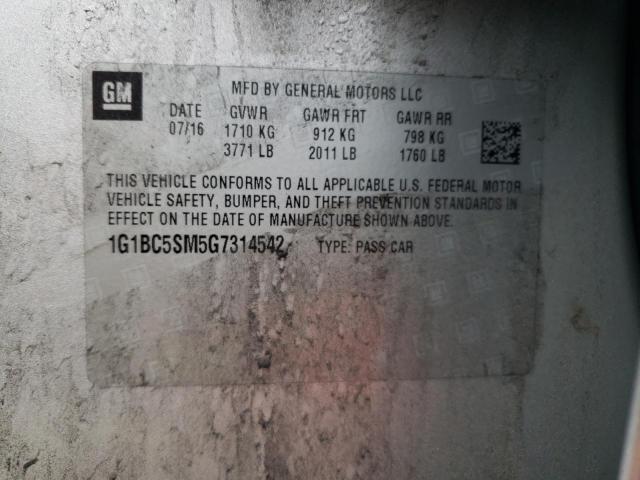 GM
MFD BY GENERAL MOTORS LLC
DATE GVWR GAWR FRT GAWR RR
07/16 1710 KG 912 KG 798 KG
3771 LB 2011 LB 1760 LB
THIS VEHICLE CONFORMS TO ALL APPLICABLE U.S. FEDERAL MOTOR
VEHICLE SAFETY, BUMPER, AND THEFT PREVENTION STANDARDS IN
EFFECT ON THE DATE OF MANUFACTURE SHOWN ABOVE.
1G1BC5SM5G7314542 TYPE: PASS CAR